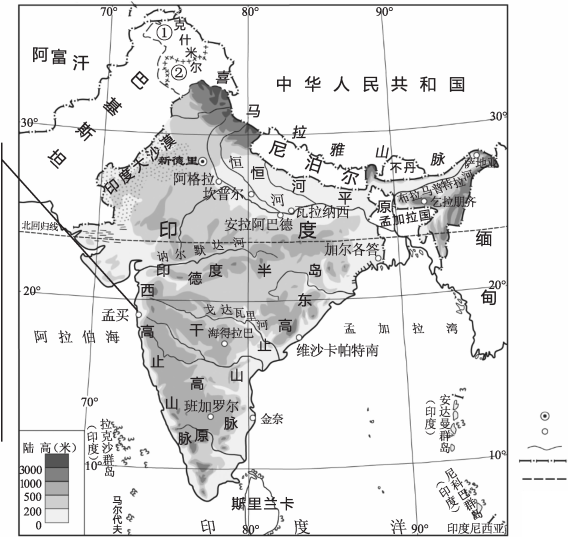 70°
80°
90°
①
②
克什米尔
阿富汗
巴基斯坦
喜马拉雅山脉
中华人民共和国
30°
30°
尼泊尔
不丹
印度大沙漠
新德里
阿格拉
坎普尔
恒河平原
恒河
布拉马普特拉河
乞拉朋齐
孟加拉国
瓦拉纳西
安拉阿巴德
北回归线
印度
加尔各答
缅甸
讷尔默达河
印德度半岛
20°
20°
孟买
西高止山脉
戈达瓦里河
海得拉巴
东高止山脉
干高原
阿拉伯海
孟加拉湾
维沙卡帕特南
班加罗尔
金奈
70°
拉克沙群岛
(印度)
安达曼群岛
(印度)
10°
10°
陆高(米)
3000
1000
500
200
0
马尔代夫
斯里兰卡
尼科巴群岛
(印度)
印度洋
80°
90°
印度尼西亚